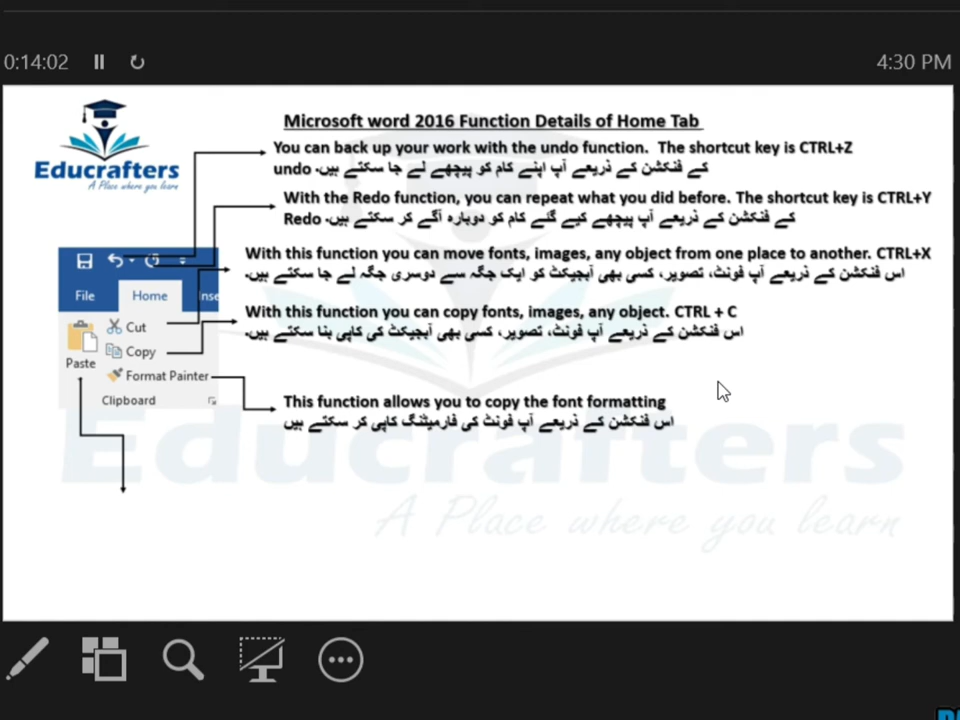 0:14:02
4:30 PM
Educrafters
A Place where you learn
Microsoft word 2016 Function Details of Home Tab
You can back up your work with the undo function. The shortcut key is CTRL+Z
undo کے فنکشن کے ذریعے آپ اپنے کام کو پیچھے لے جا سکتے ہیں۔
With the Redo function, you can repeat what you did before. The shortcut key is CTRL+Y
Redo کے فنکشن کے ذریعے آپ پیچھے کیے گئے کام کو دوبارہ آگے کر سکتے ہیں۔
With this function you can move fonts, images, any object from one place to another. CTRL+X
اس فنکشن کے ذریعے آپ فونٹ، تصویر، کسی بھی آبجیکٹ کو ایک جگہ سے دوسری جگہ لے جا سکتے ہیں۔
With this function you can copy fonts, images, any object. CTRL + C
اس فنکشن کے ذریعے آپ فونٹ، تصویر، کسی بھی آبجیکٹ کی کاپی بنا سکتے ہیں۔
This function allows you to copy the font formatting
اس فنکشن کے ذریعے آپ فونٹ کی فارمیٹنگ کاپی کر سکتے ہیں
File Home Inse
Cut
Copy
Paste
Format Painter
Clipboard
Educrafters
A Place where you learn